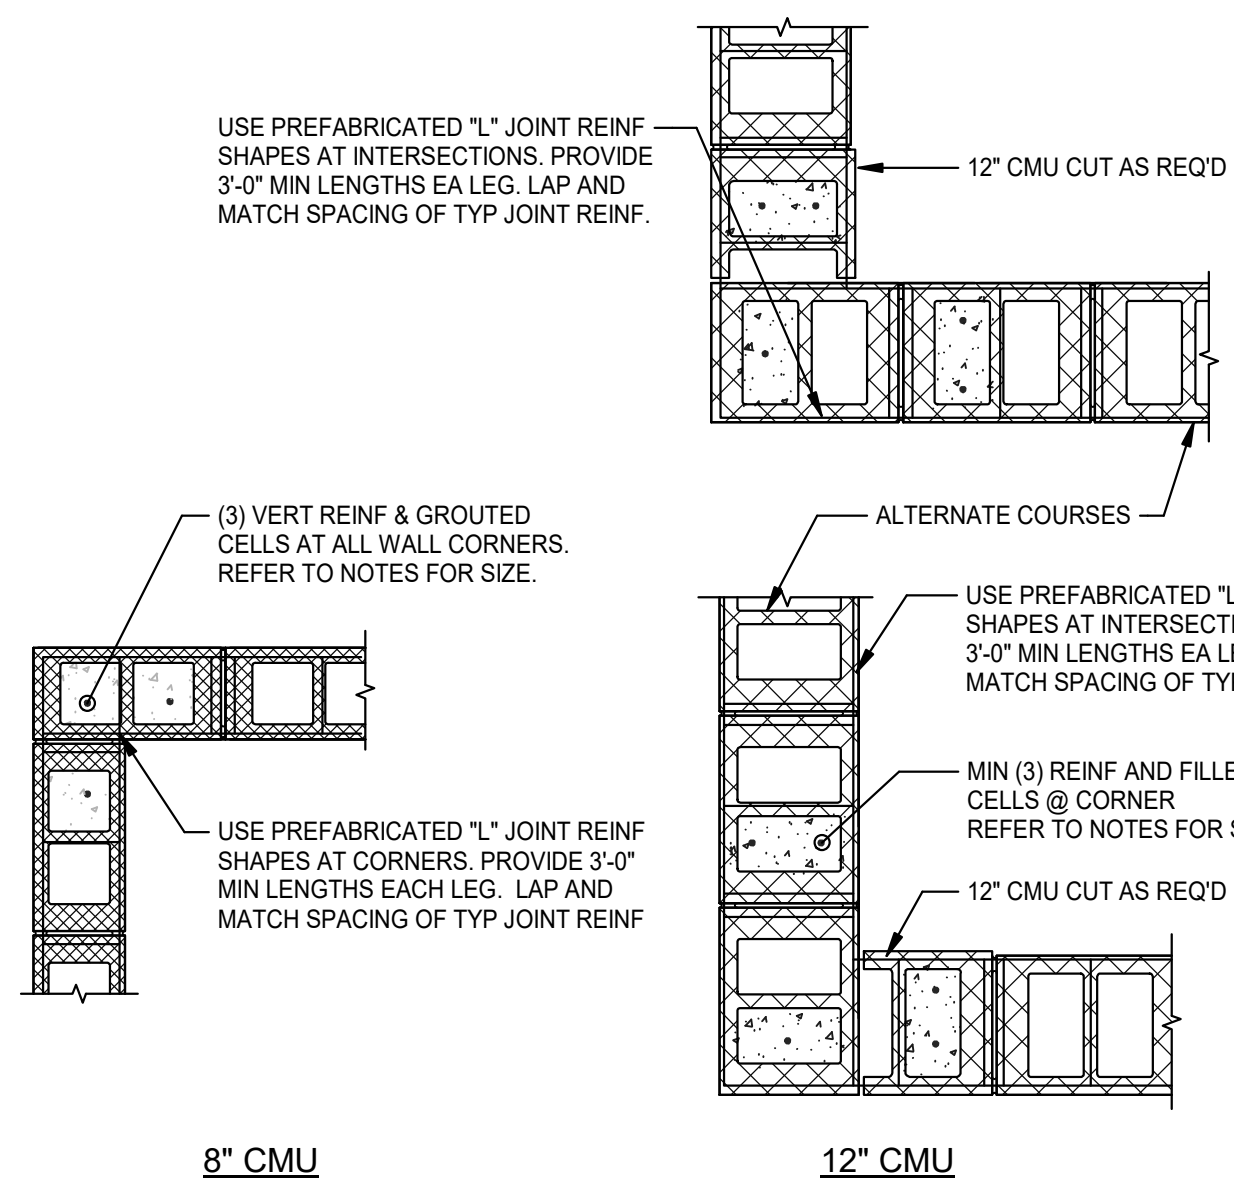 USE PREFABRICATED "L" JOINT REINF
SHAPES AT INTERSECTIONS. PROVIDE
3'-0" MIN LENGTHS EA LEG. LAP AND
MATCH SPACING OF TYP JOINT REINF.
12" CMU CUT AS REQ'D
(3) VERT REINF & GROUTED
CELLS AT ALL WALL CORNERS.
REFER TO NOTES FOR SIZE.
ALTERNATE COURSES
USE PREFABRICATED "L
SHAPES AT INTERSECTI
3'-0" MIN LENGTHS EA LE
MATCH SPACING OF TY
MIN (3) REINF AND FILLE
CELLS @ CORNER
REFER TO NOTES FOR S
USE PREFABRICATED "L" JOINT REINF
SHAPES AT CORNERS. PROVIDE 3'-0"
MIN LENGTHS EACH LEG. LAP AND
MATCH SPACING OF TYP JOINT REINF
12" CMU CUT AS REQ'D
8" CMU
12" CMU